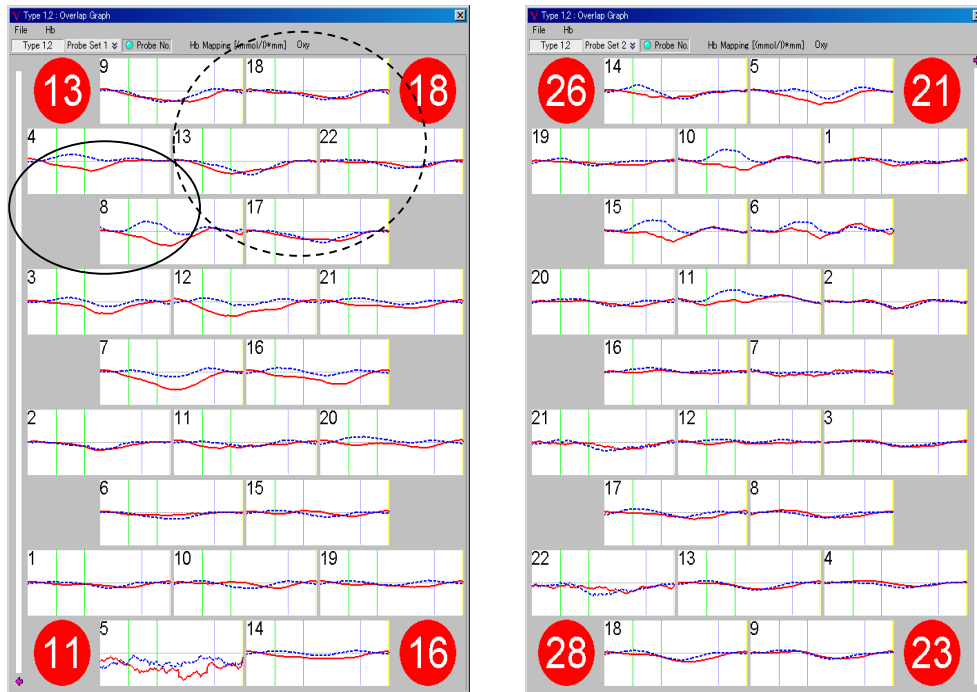 Type 1,2 : Overlap Graph
File Hb
Type 1,2 Probe Set 1 Probe No. Hb Mapping [(mmol/l)*mm] Oxy
13 9 18 18
4 13 22
8 17
3 12 21
7 16
2 11 20
6 15
1 10 19
11 5 14 16
Type 1,2 : Overlap Graph
File Hb
Type 1,2 Probe Set 2 Probe No. Hb Mapping [(mmol/l)*mm] Oxy
26 14 5 21
19 10 1
15 6
20 11 2
16 7
21 12 3
17 8
22 13 4
28 18 9 23